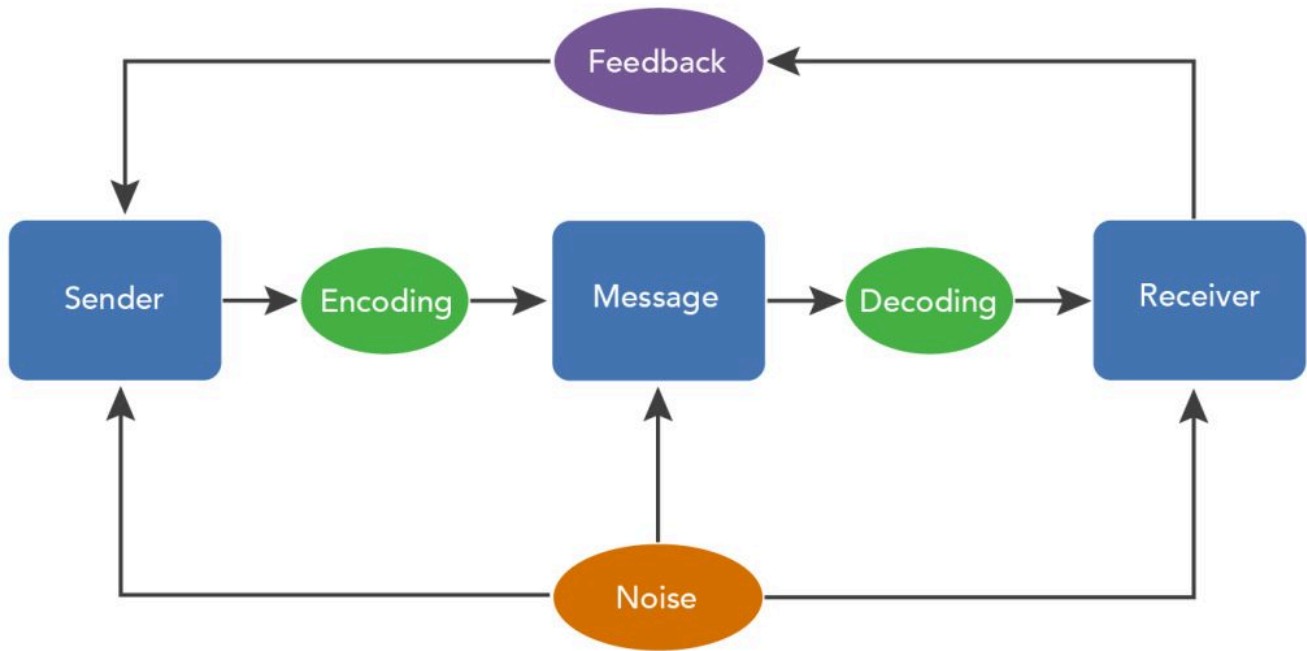 Feedback
Sender
Encoding
Message
Decoding
Receiver
Noise